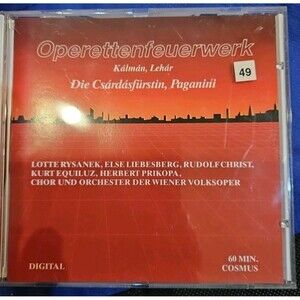 Operettenfeuerwerk
Kálmán, Lehár
49
Die Csárdásfürstin, Paganini
LOTTE RYSANEK, ELSE LIEBESBERG, RUDOLF CHRIST,
KURT EQUILUZ, HERBERT PRIKOPA,
CHOR UND ORCHESTER DER WIENER VOLKSOPER
60 MIN.
DIGITAL COSMUS